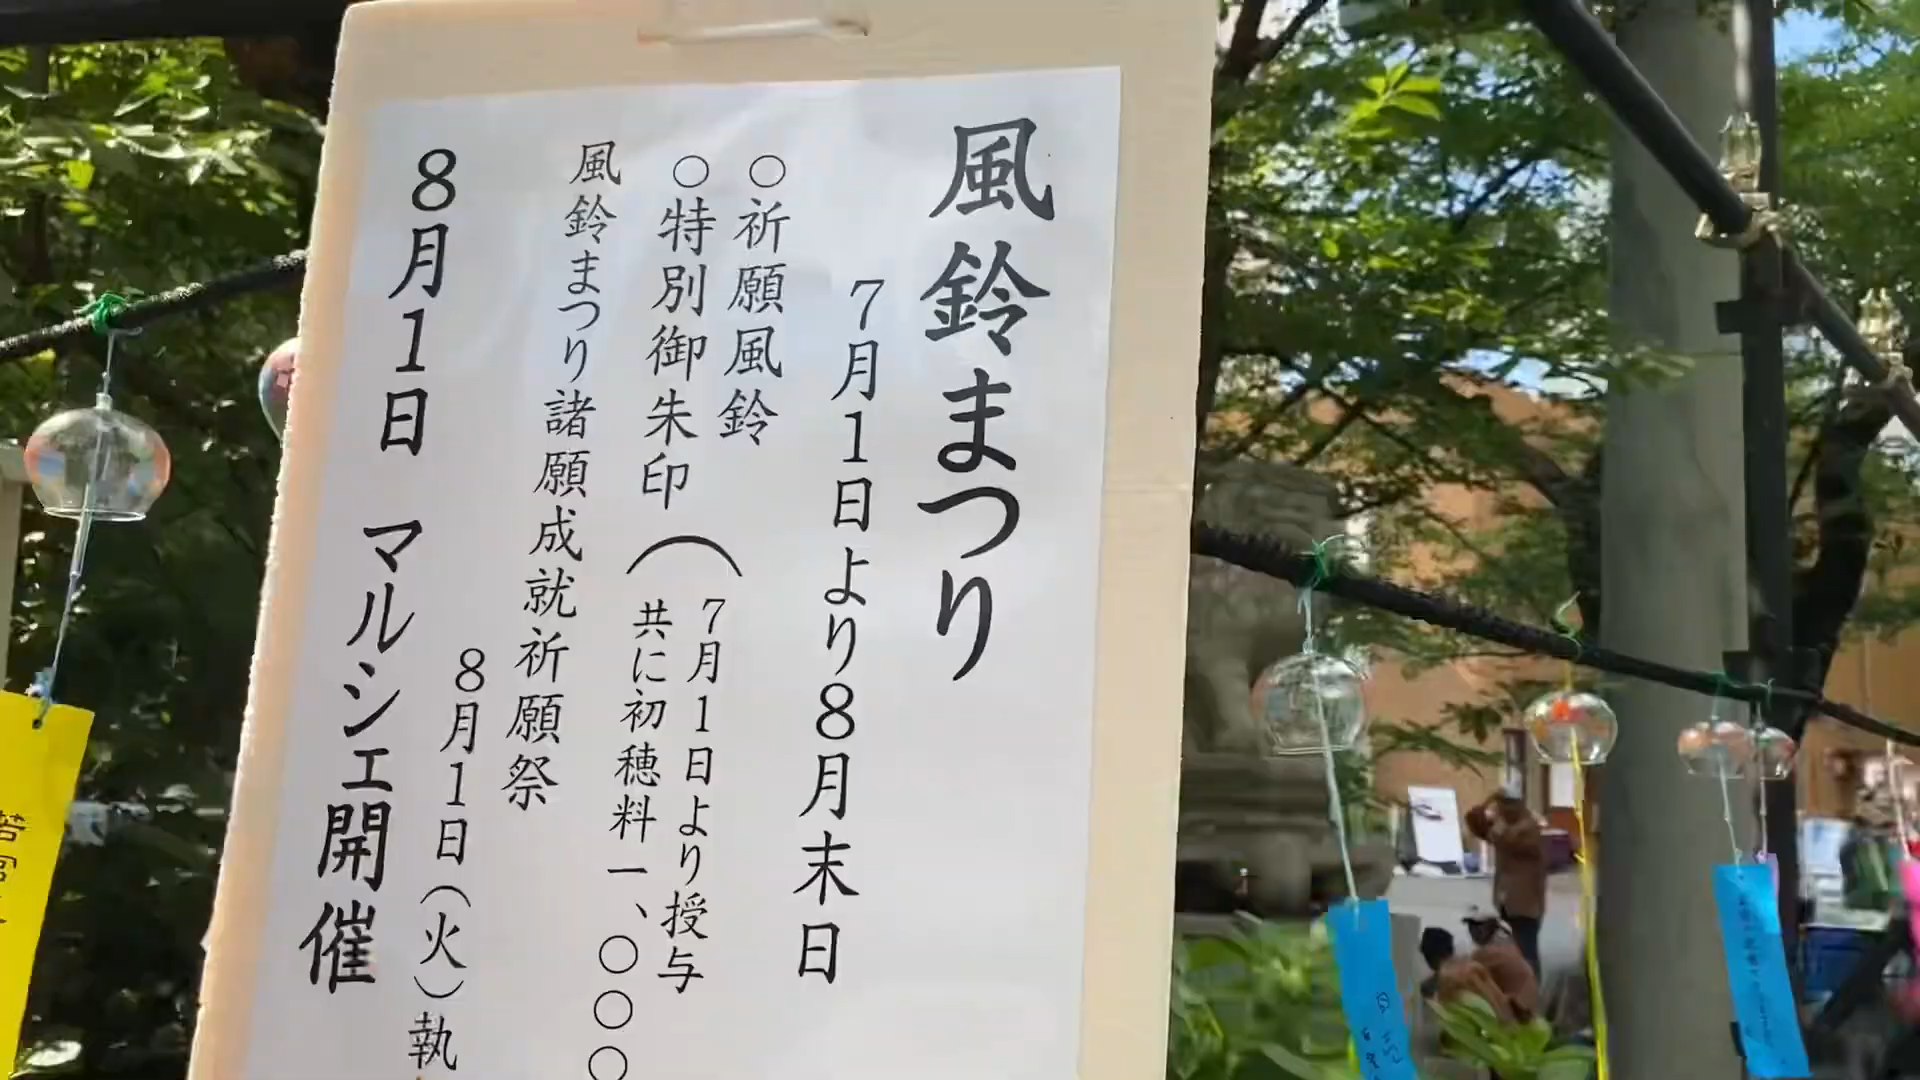 風鈴まつり
7月1日より8月末日
○祈願風鈴
○特別御朱印
(7月1日より授与
共に初穂料一、〇〇〇
風鈴まつり諸願成就祈願祭
8月1日(火)執
8月1日 マルシェ開催